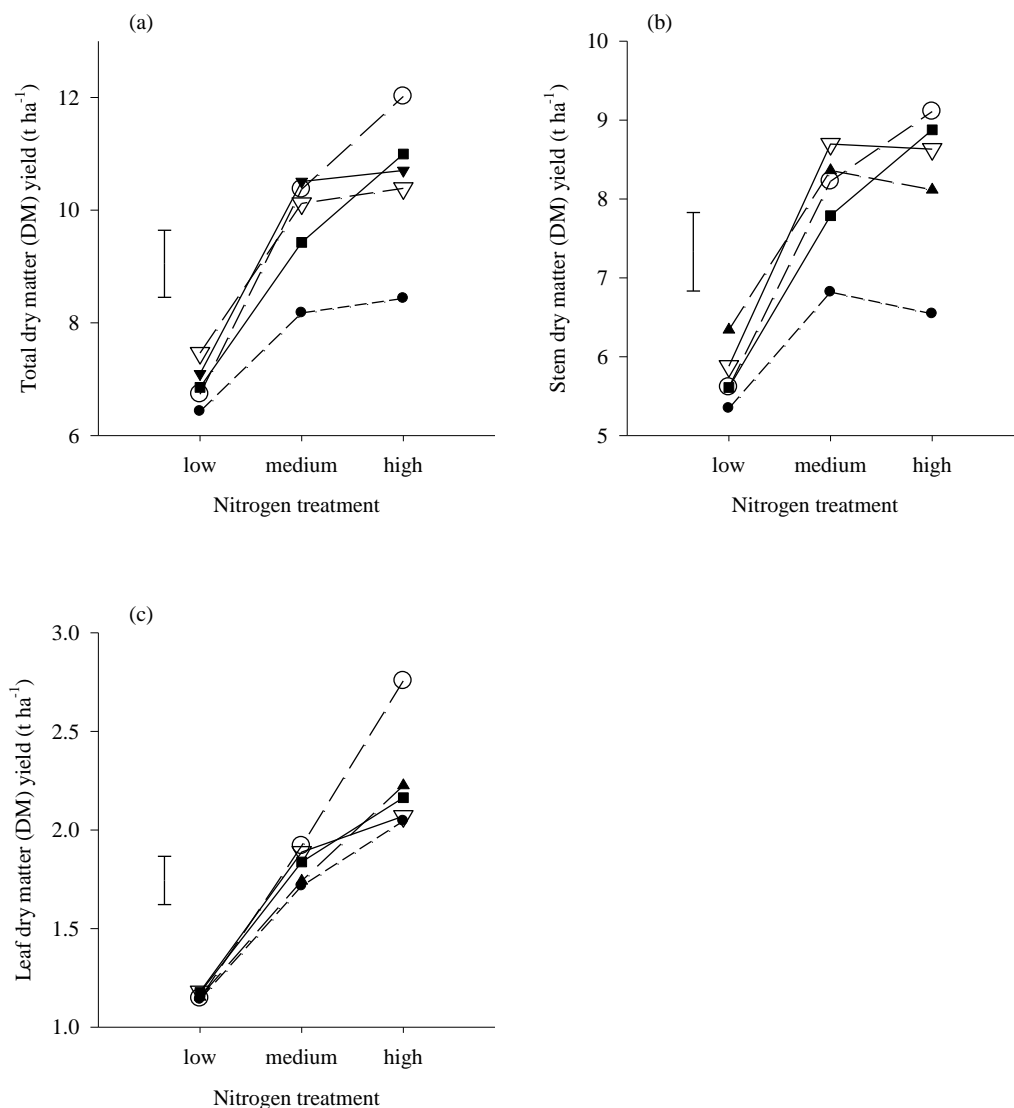 (a)
Total dry matter (DM) yield (t ha-1)
12
10
8
6
low medium high
Nitrogen treatment
(b)
Stem dry matter (DM) yield (t ha-1)
10
9
8
7
6
5
low medium high
Nitrogen treatment
(c)
Leaf dry matter (DM) yield (t ha-1)
3.0
2.5
2.0
1.5
1.0
low medium high
Nitrogen treatment